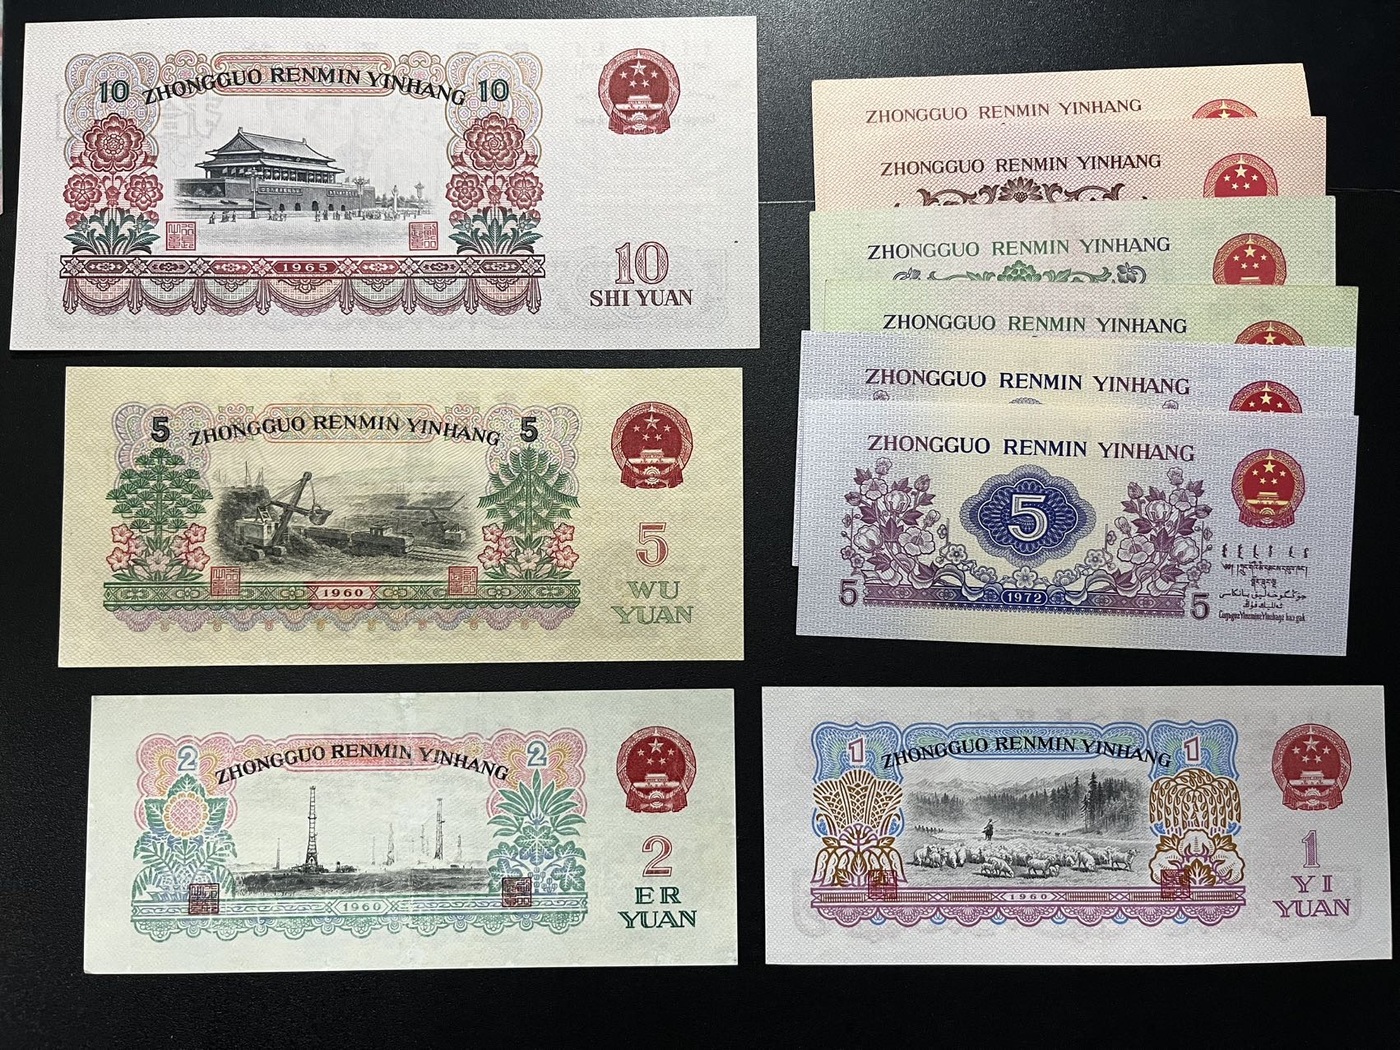 10 ZHONGGUO RENMIN YINHANG 10
1965
10
SHI YUAN
5 ZHONGGUO RENMIN YINHANG 5
1960
5
WU
YUAN
2 ZHONGGUO RENMIN YINHANG 2
1960
2
ER
YUAN
ZHONGGUO RENMIN YINHANG
ZHONGGUO RENMIN YINHANG
ZHONGGUO RENMIN YINHANG
ZHONGGUO RENMIN YINHANG
ZHONGGUO RENMIN YINHANG
ZHONGGUO RENMIN YINHANG
5
5 1972 5
1 ZHONGGUO RENMIN YINHANG 1
1960
1
YI
YUAN